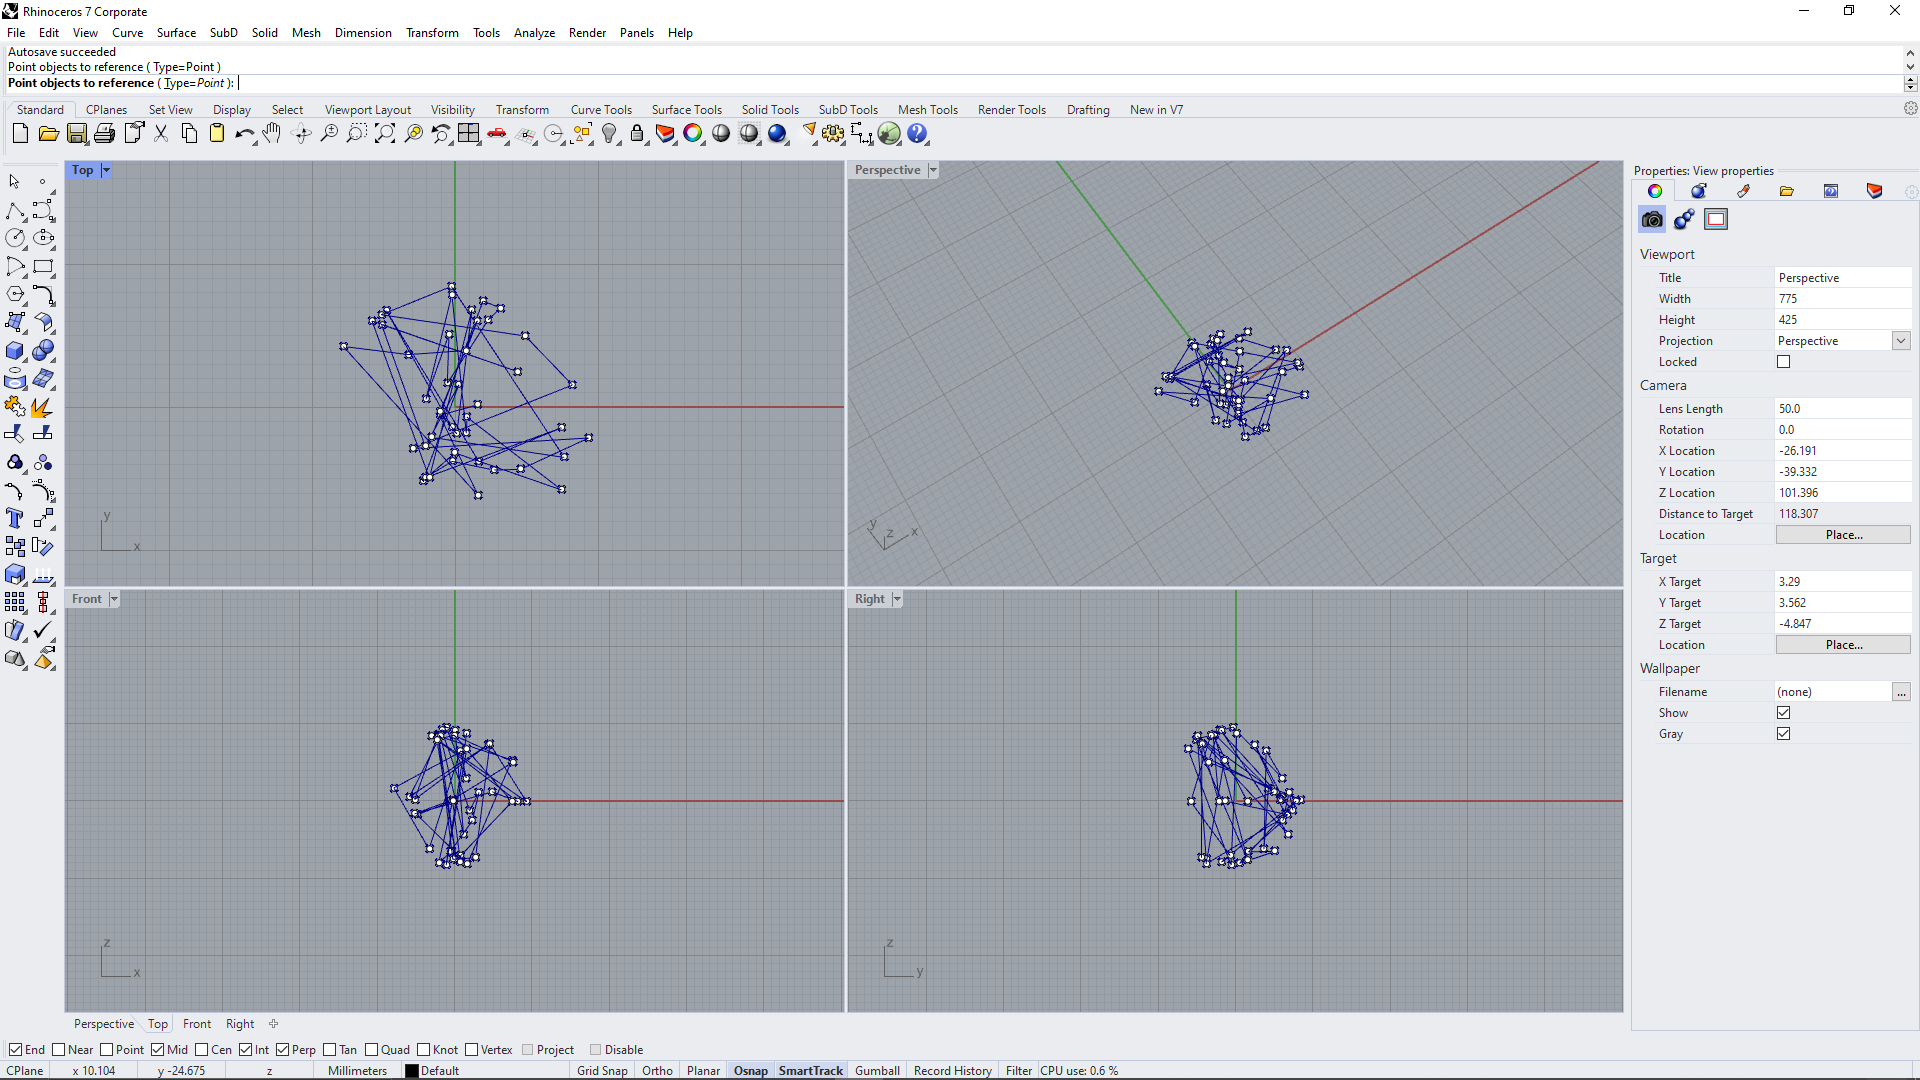 Rhinoceros 7 Corporate
File Edit View Curve Surface SubD Solid Mesh Dimension Transform Tools Analyze Render Panels Help
Autosave succeeded
Point objects to reference ( Type=Point )
Point objects to reference ( Type=Point ):
Standard CPlanes Set View Display Select Viewport Layout Visibility Transform Curve Tools Surface Tools Solid Tools SubD Tools Mesh Tools Render Tools Drafting New in V7
Top
Perspective
Front
Right
y
x
y z x
z
x
z
y
Properties: View properties
Viewport
Title Perspective
Width 775
Height 425
Projection Perspective
Locked
Camera
Lens Length 50.0
Rotation 0.0
X Location -26.191
Y Location -39.332
Z Location 101.396
Distance to Target 118.307
Location Place...
Target
X Target 3.29
Y Target 3.562
Z Target -4.847
Location Place...
Wallpaper
Filename (none) ...
Show
Gray
Perspective Top Front Right
End Near Point Mid Cen Int Perp Tan Quad Knot Vertex Project Disable
CPlane x 10.104 y -24.675 z Millimeters Default Grid Snap Ortho Planar Osnap SmartTrack Gumball Record History Filter CPU use: 0.6 %